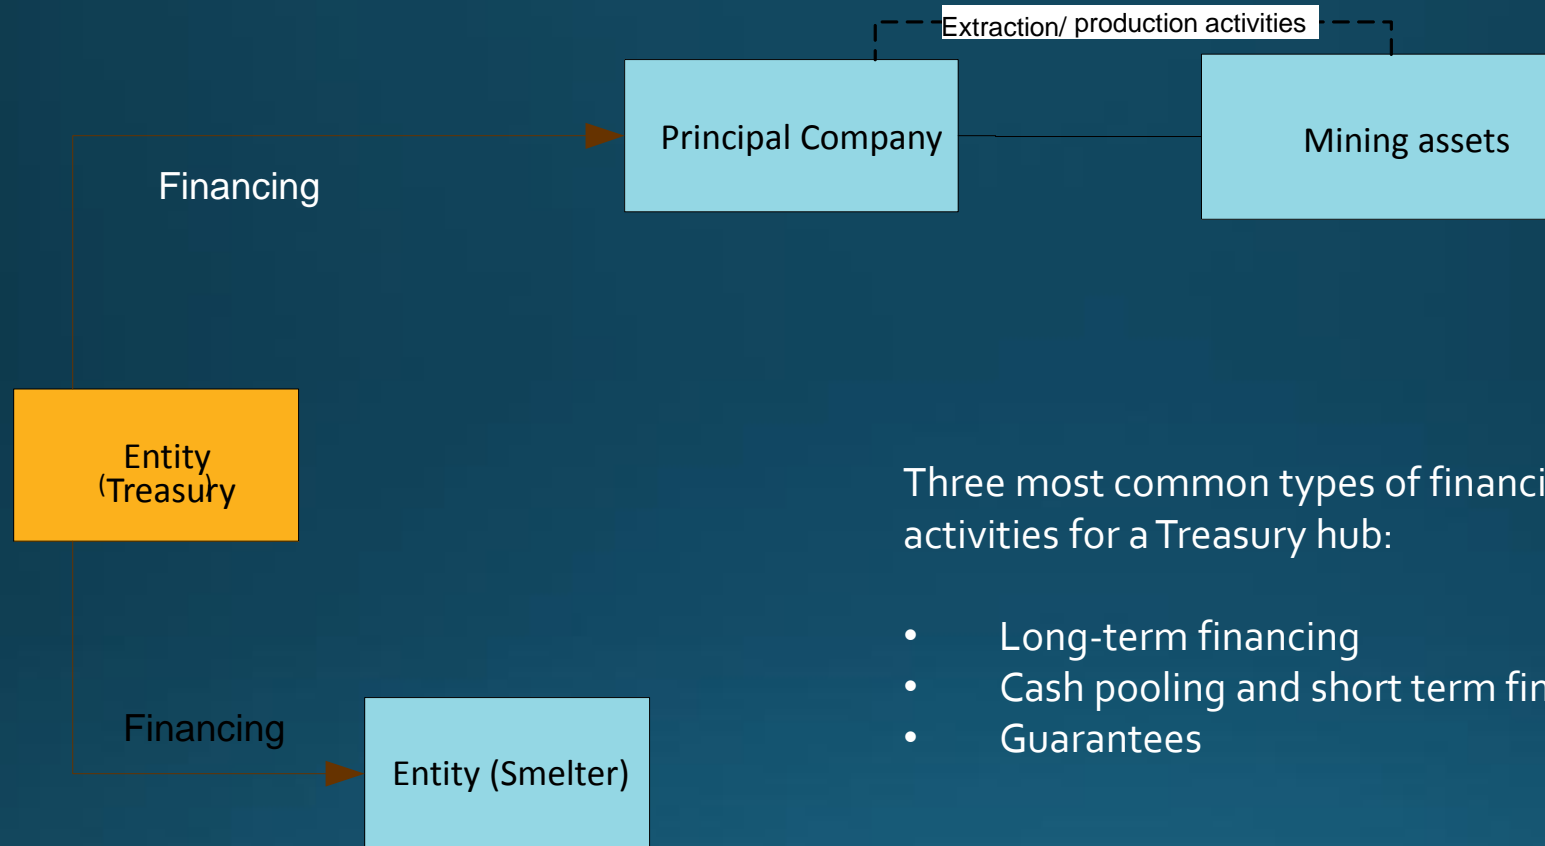 Extraction/ production activities
Principal Company
Mining assets
Financing
Entity
(Treasury)
Three most common types of financi
activities for a Treasury hub:
• Long-term financing
• Cash pooling and short term fin
• Guarantees
Financing
Entity (Smelter)